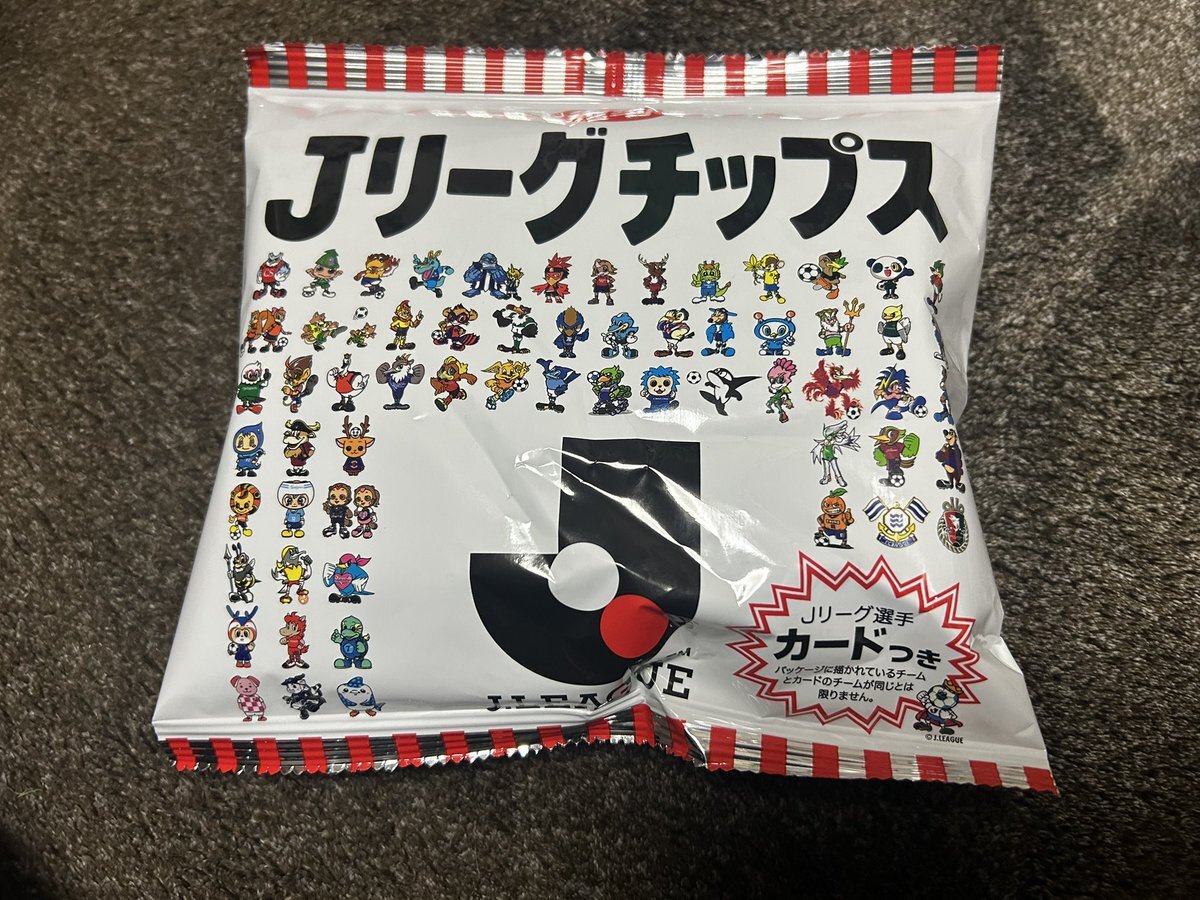 Jリーグチップス
J.LEAGUE
TM
Jリーグ選手
カードつき
パッケージに描かれているチーム
とカードのチームが同じとは
限りません。
© J.LEAGUE